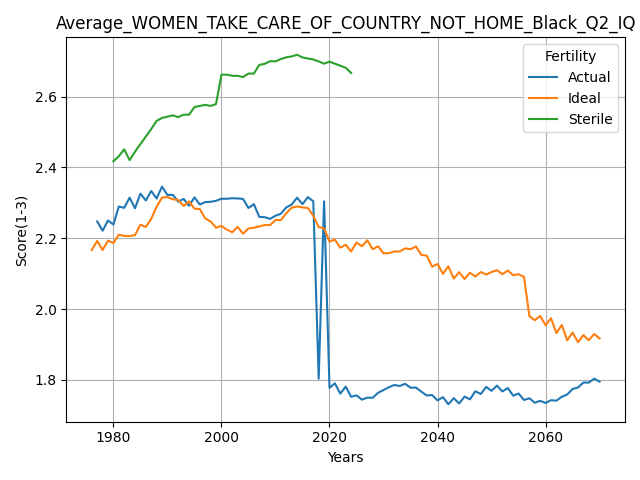 Average_WOMEN_TAKE_CARE_OF_COUNTRY_NOT_HOME_Black_Q2_IQ
Fertility
Actual
Ideal
Sterile
Score(1-3)
2.6
2.4
2.2
2.0
1.8
1980
2000
2020
2040
2060
Years